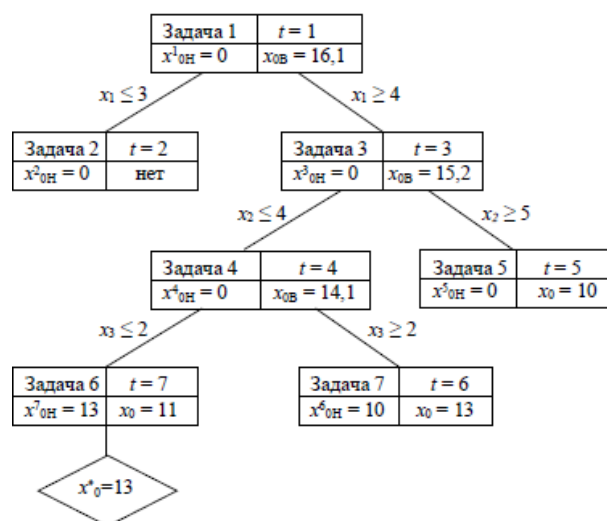 Задача 1 t = 1
x¹₀ₙ = 0 x₀ᵦ = 16,1
x₁ ≤ 3 x₁ ≥ 4
Задача 2 t = 2 Задача 3 t = 3
x²₀Н = 0 нет x³₀Н = 0 x₀В = 15,2
x₂ ≤ 4 x₂ ≥ 5
Задача 4 t = 4 Задача 5 t = 5
x⁴₀Н = 0 x₀В = 14,1 x⁵₀Н = 0 x₀ = 10
x₃ ≤ 2 x₃ ≥ 2
Задача 6 t = 7 Задача 7 t = 6
x⁷₀Н = 13 x₀ = 11 x⁶₀Н = 10 x₀ = 13
x*₀=13